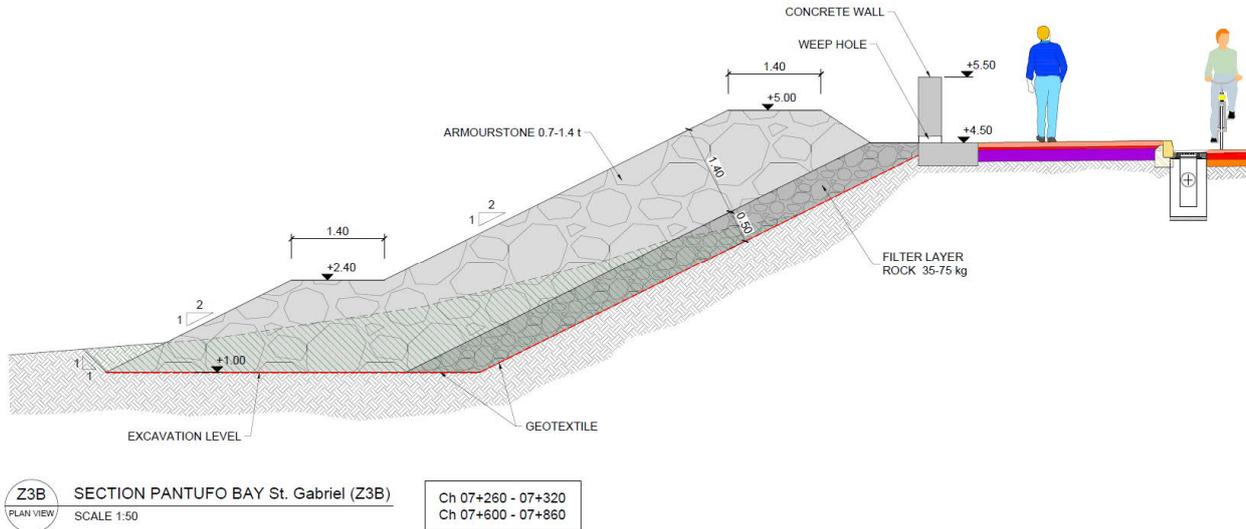 CONCRETE WALL
WEEP HOLE
1.40
+5.50
+5.00
ARMOURSTONE 0.7-1.4 t
+4.50
1.40
2
1
0.50
1.40
FILTER LAYER
ROCK 35-75 kg
+2.40
2
1
1
1
+1.00
GEOTEXTILE
EXCAVATION LEVEL
Z3B
PLAN VIEW
SECTION PANTUFO BAY St. Gabriel (Z3B)
SCALE 1:50
Ch 07+260 - 07+320
Ch 07+600 - 07+860